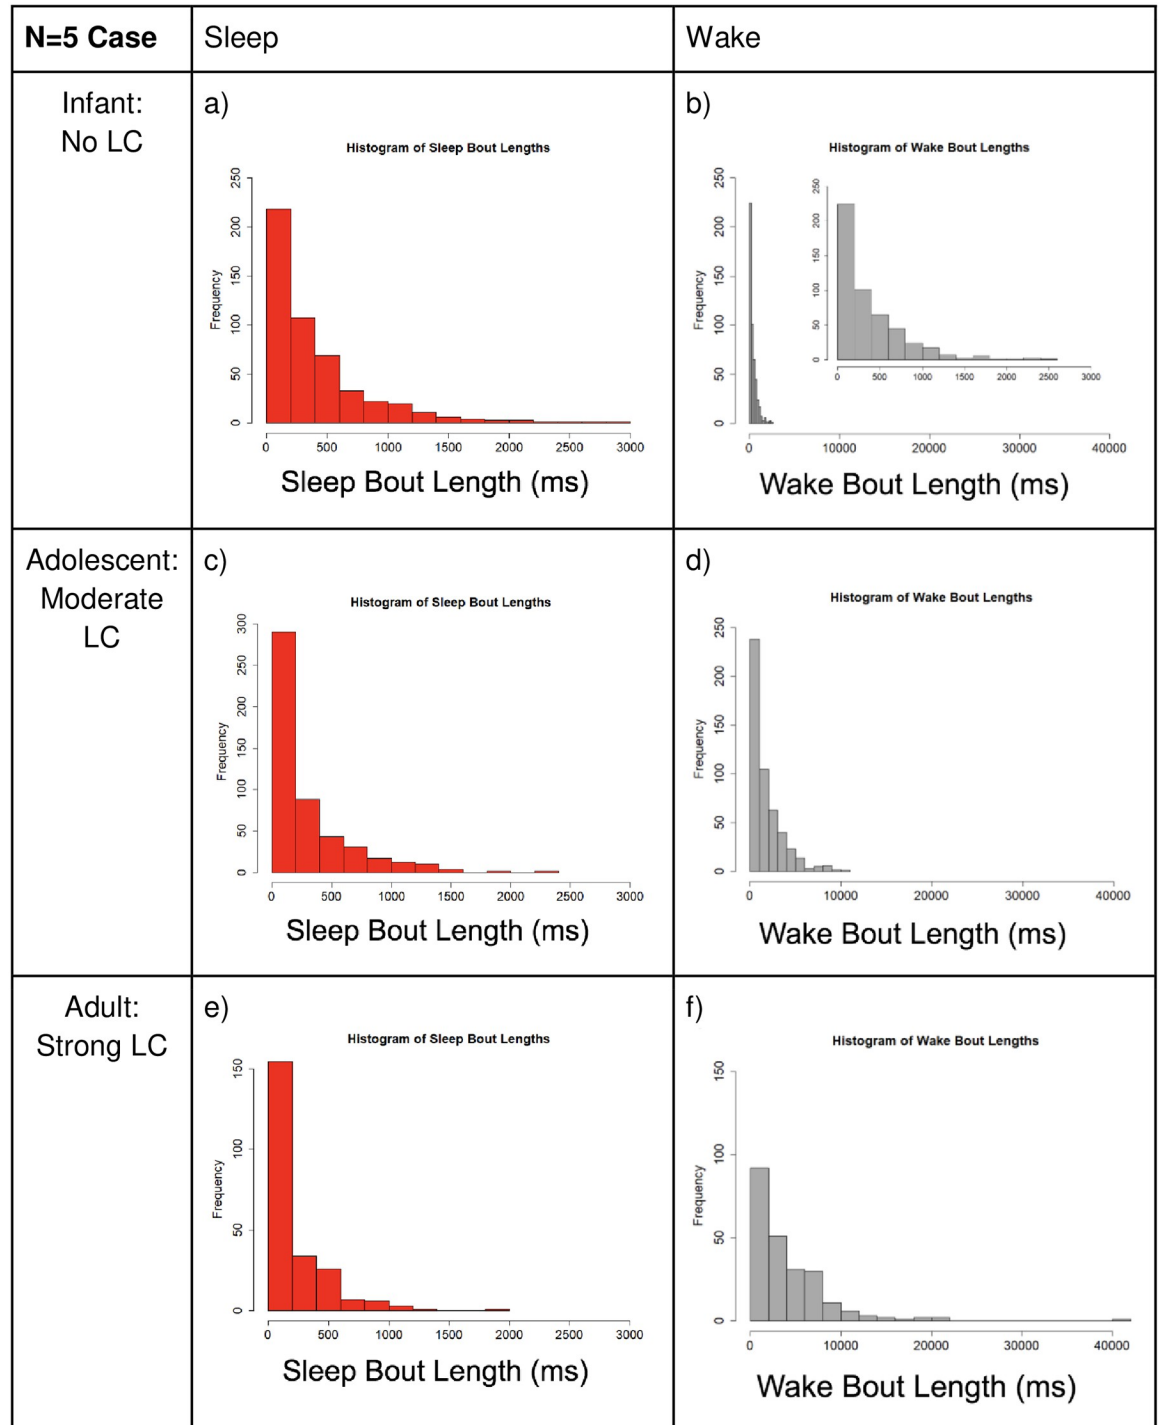 N=5 Case
Sleep
Wake
Infant:
No LC
a)
Histogram of Sleep Bout Lengths
Frequency
250
200
150
100
50
0
0 500 1000 1500 2000 2500 3000
Sleep Bout Length (ms)
b)
Histogram of Wake Bout Lengths
Frequency
250
200
150
100
50
0
250
200
150
100
50
0
0 500 1000 1500 2000 2500 3000
0 10000 20000 30000 40000
Wake Bout Length (ms)
Adolescent:
Moderate
LC
c)
Histogram of Sleep Bout Lengths
Frequency
300
250
200
150
100
50
0
0 500 1000 1500 2000 2500 3000
Sleep Bout Length (ms)
d)
Histogram of Wake Bout Lengths
Frequency
250
200
150
100
50
0
0 10000 20000 30000 40000
Wake Bout Length (ms)
Adult:
Strong LC
e)
Histogram of Sleep Bout Lengths
Frequency
150
100
50
0
0 500 1000 1500 2000 2500 3000
Sleep Bout Length (ms)
f)
Histogram of Wake Bout Lengths
Frequency
150
100
50
0
0 10000 20000 30000 40000
Wake Bout Length (ms)